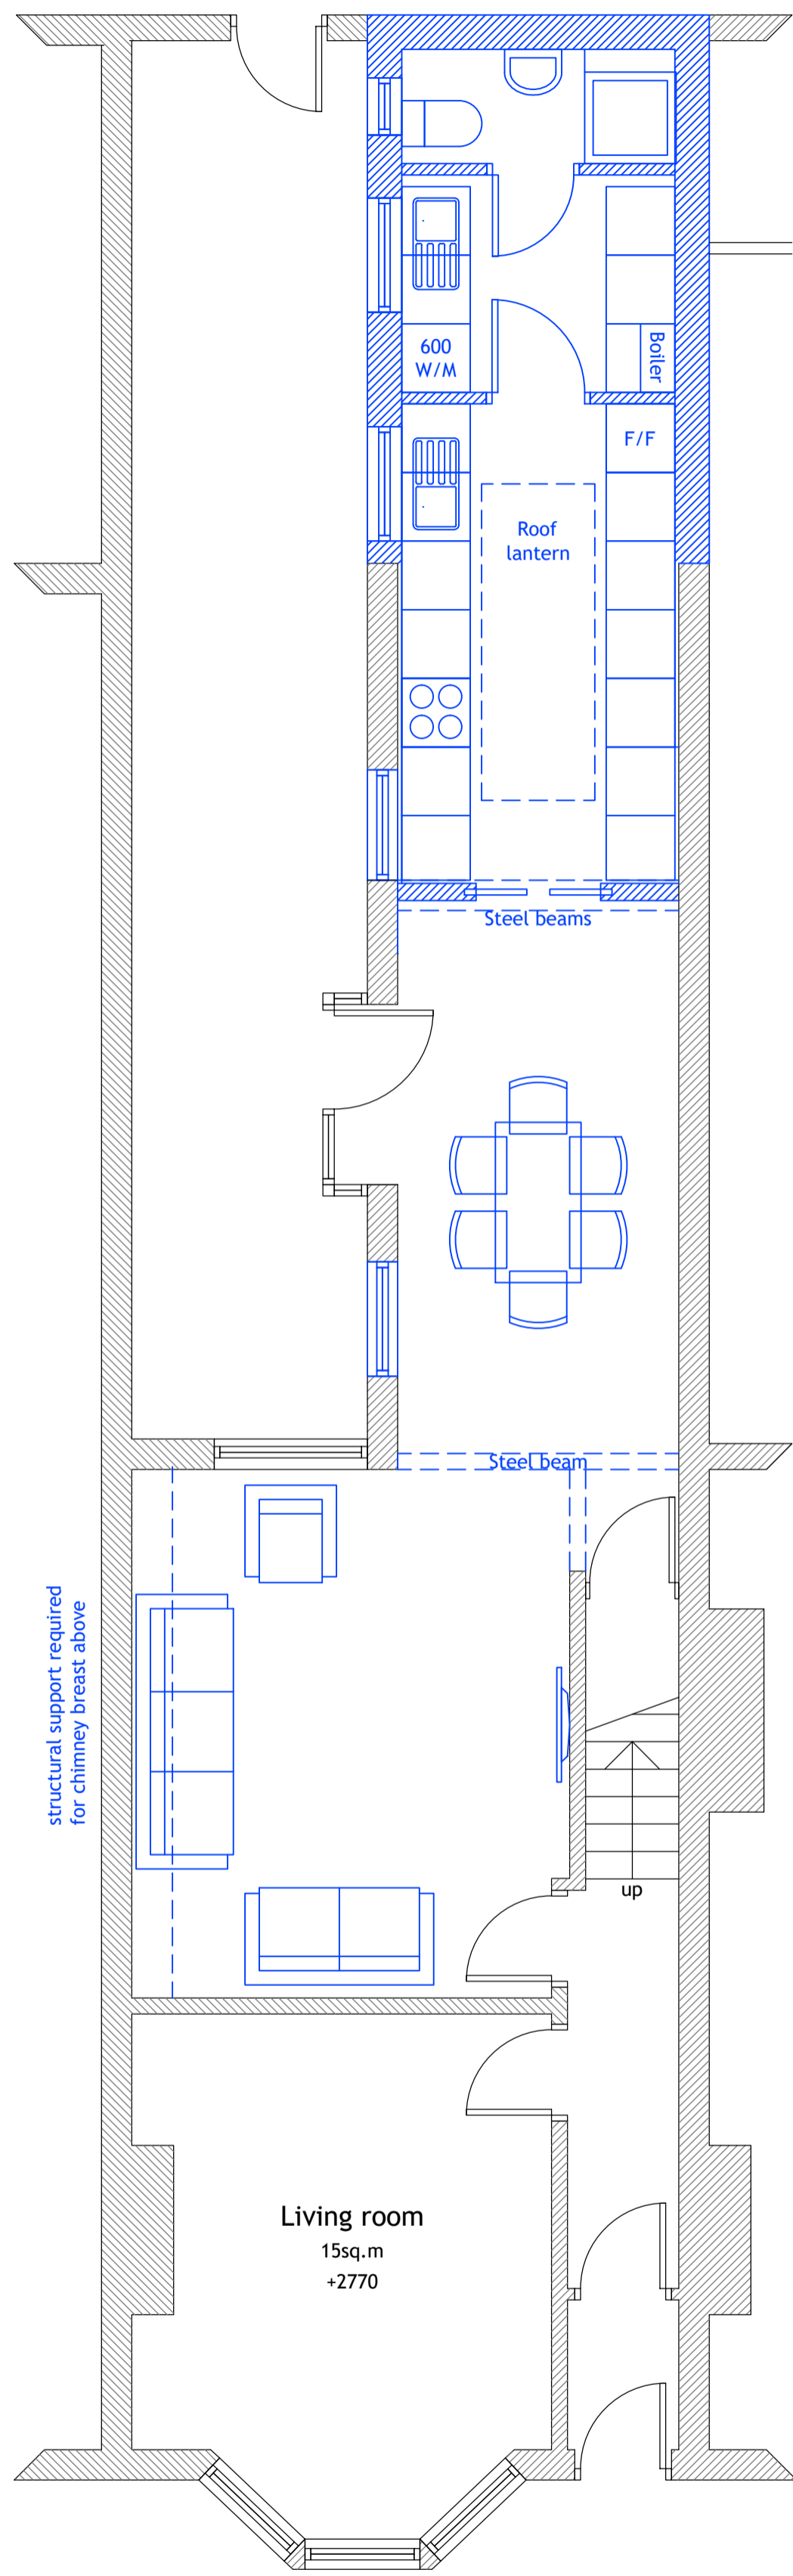 600
W/M
Boiler
F/F
Roof
lantern
Steel beams
Steel beam
structural support required
for chimney breast above
up
Living room
15sq.m
+2770